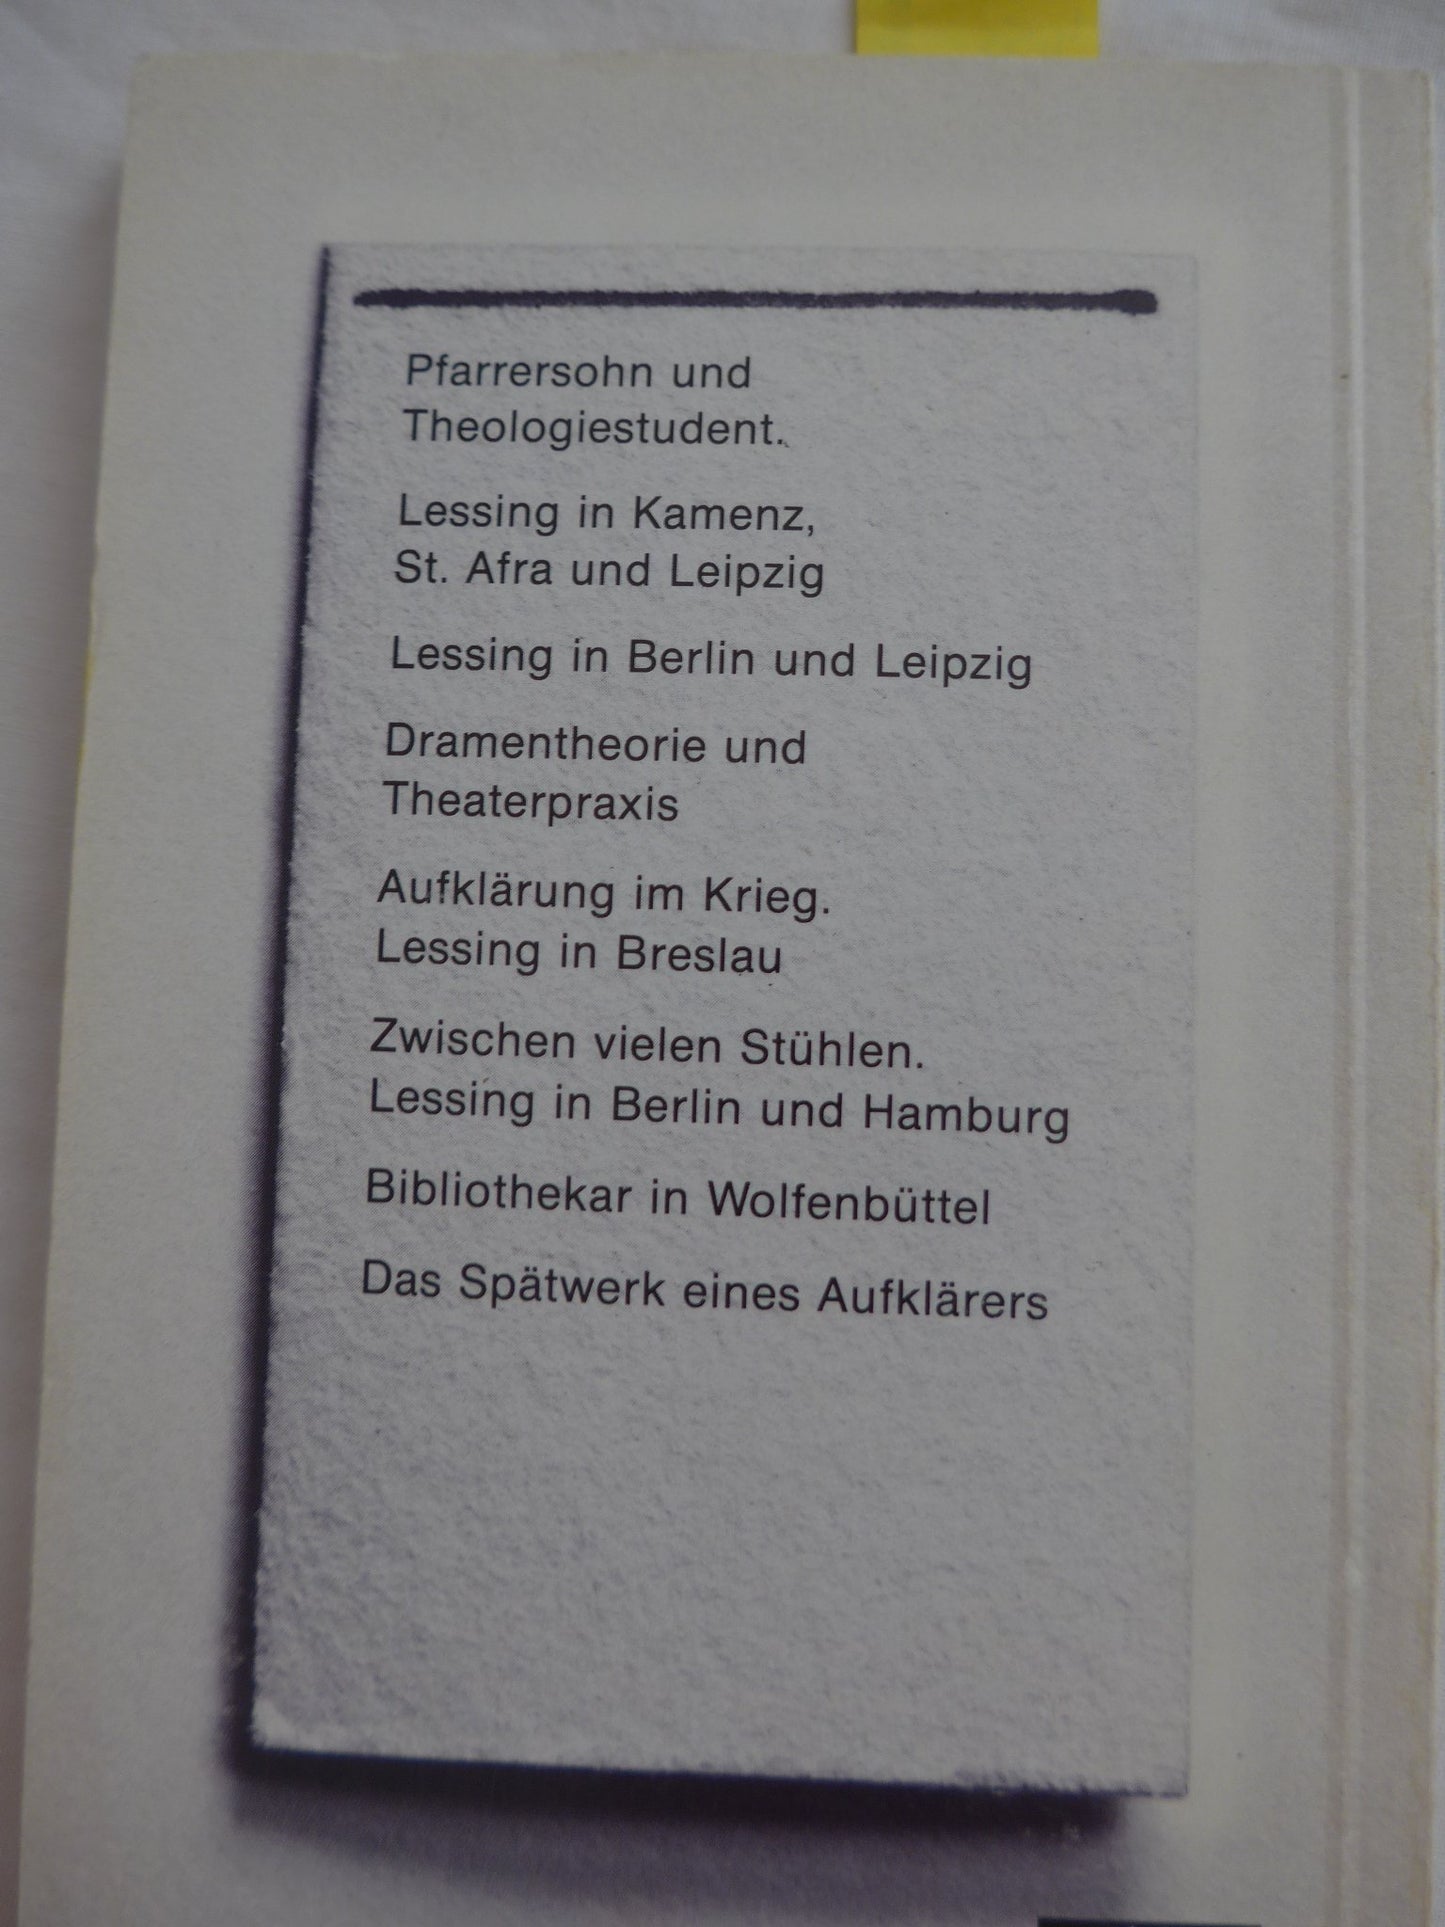 Pfarrersohn und
Theologiestudent.
Lessing in Kamenz,
St. Afra und Leipzig
Lessing in Berlin und Leipzig
Dramentheorie und
Theaterpraxis
Aufklärung im Krieg.
Lessing in Breslau
Zwischen vielen Stühlen.
Lessing in Berlin und Hamburg
Bibliothekar in Wolfenbüttel
Das Spätwerk eines Aufklärers